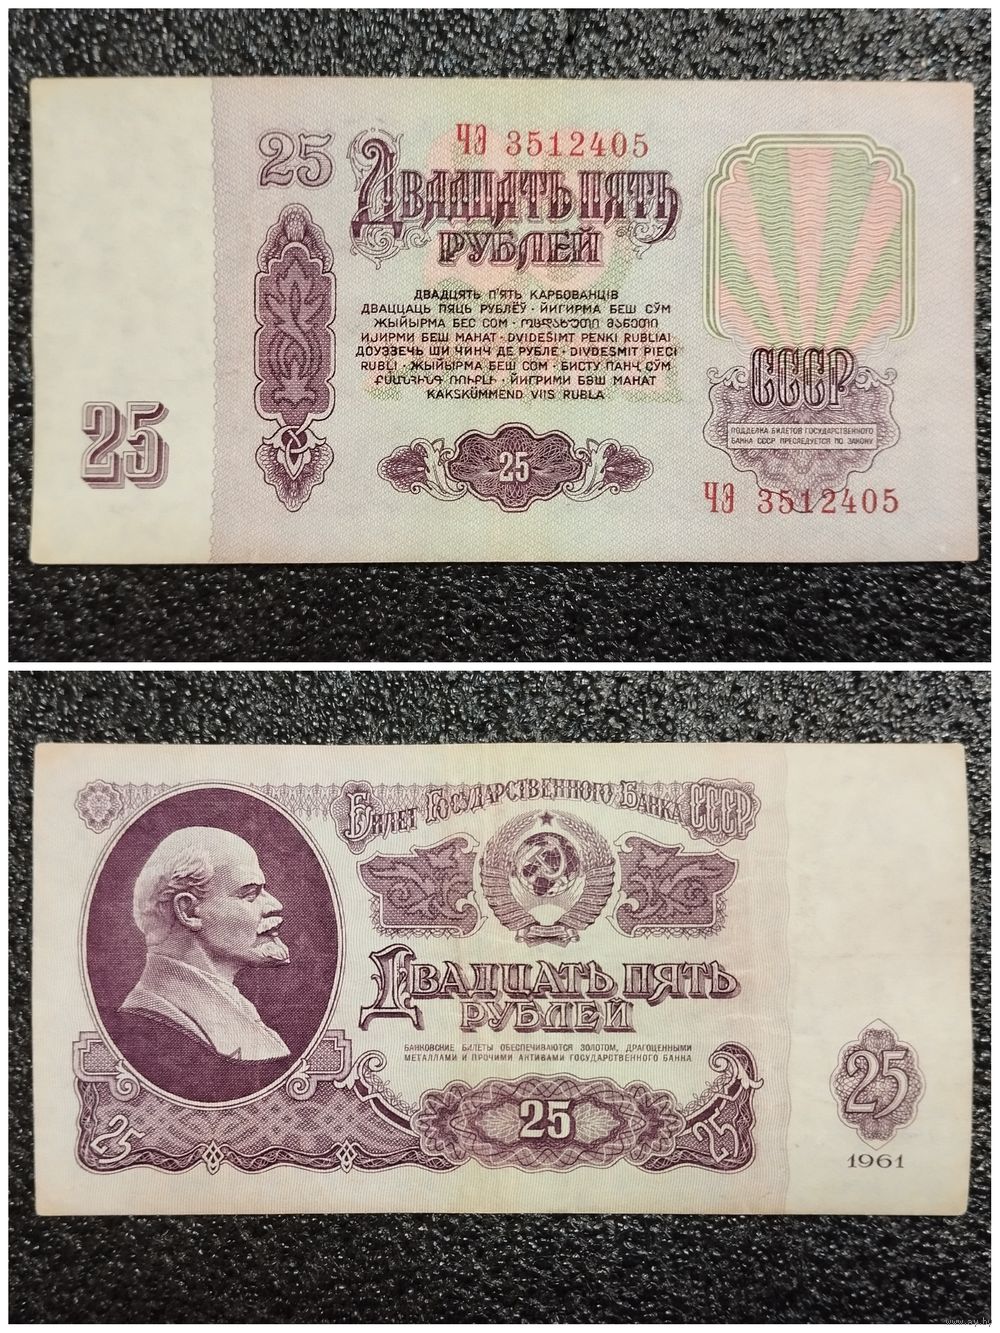 25
ЧЭ 3512405
Двадцать пять
рублей
ДВАДЦЯТЬ П'ЯТЬ КАРБОВАНЦІВ
ДВАЦЦАЦЬ ПЯЦЬ РУБЛЁЎ · ЙИГИРМА БЕШ СЎМ
ЖЫЙЫРМА БЕС СОМ · ᲝᲪᲓᲐᲮᲣᲗᲘ ᲛᲐᲜᲔᲗᲘ
ИЈИРМИ БЕШ МАНАТ · DVIDEŠIMT PENKI RUBLIAI
ДОУЭЗЕЧЬ ШИ ЧИНЧ ДЕ РУБЛЕ · DIVDESMIT PIECI
RUBLI · ЖЫЙЫРМА БЕШ СОМ · БИСТУ ПАНҶ СӮМ
ՔՍԱՆՀԻՆԳ ՌՈՒԲԼԻ · ЙИГРИМИ БӘШ МАНАТ
KAKSKÜMMEND VIIS RUBLA
СССР
ПОДДЕЛКА БИЛЕТОВ ГОСУДАРСТВЕННОГО
БАНКА СССР ПРЕСЛЕДУЕТСЯ ПО ЗАКОНУ
25
25
ЧЭ 3512405
Билет Государственного Банка СССР
Двадцать пять
рублей
БАНКОВСКИЕ БИЛЕТЫ ОБЕСПЕЧИВАЮТСЯ ЗОЛОТОМ, ДРАГОЦЕННЫМИ
МЕТАЛЛАМИ И ПРОЧИМИ АКТИВАМИ ГОСУДАРСТВЕННОГО БАНКА
25
25
25
25
1961